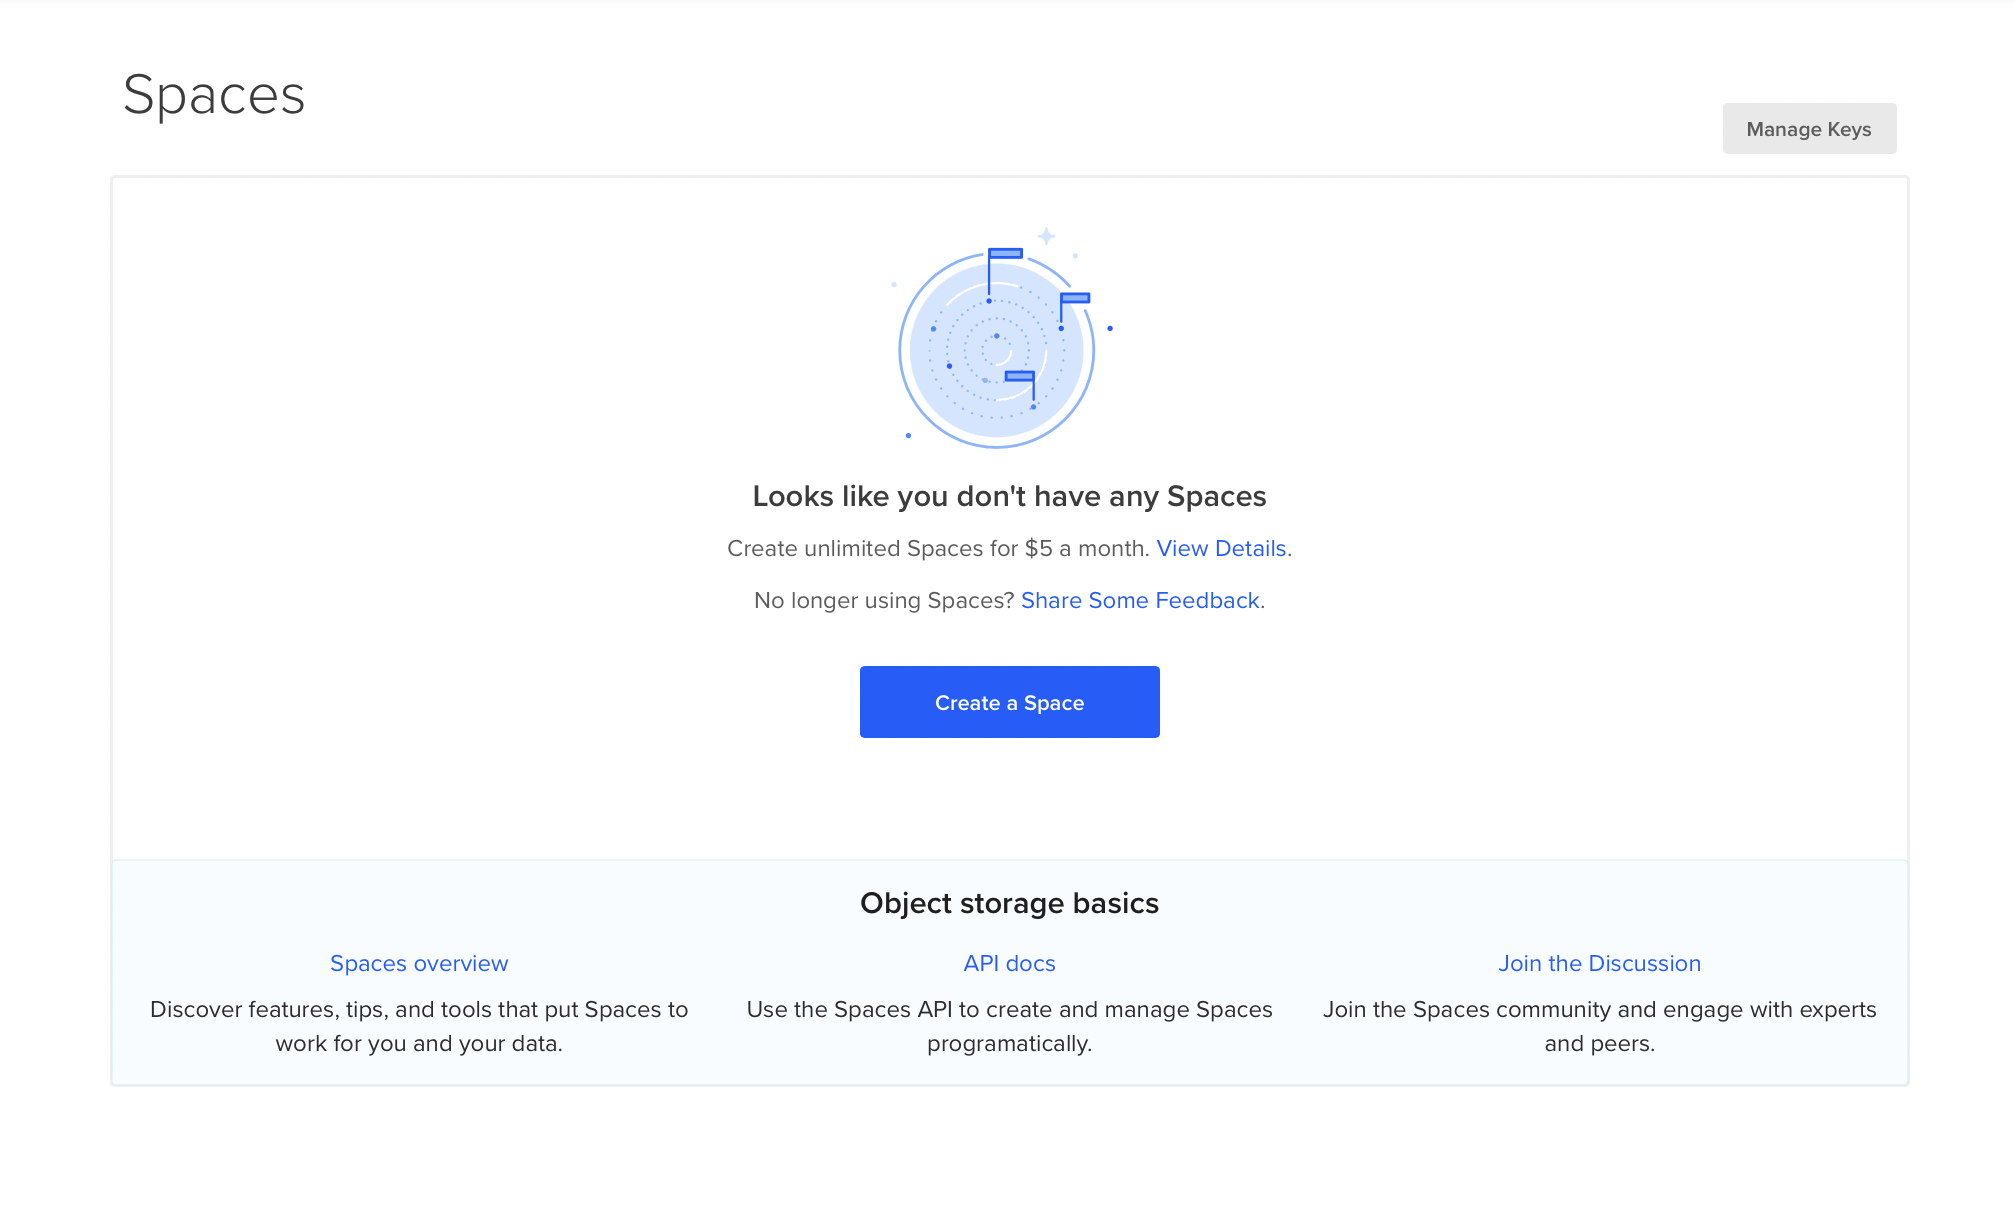 Spaces
Manage Keys
Looks like you don't have any Spaces
Create unlimited Spaces for $5 a month. View Details.
No longer using Spaces? Share Some Feedback.
Create a Space
Object storage basics
Spaces overview
Discover features, tips, and tools that put Spaces to
work for you and your data.
API docs
Use the Spaces API to create and manage Spaces
programatically.
Join the Discussion
Join the Spaces community and engage with experts
and peers.